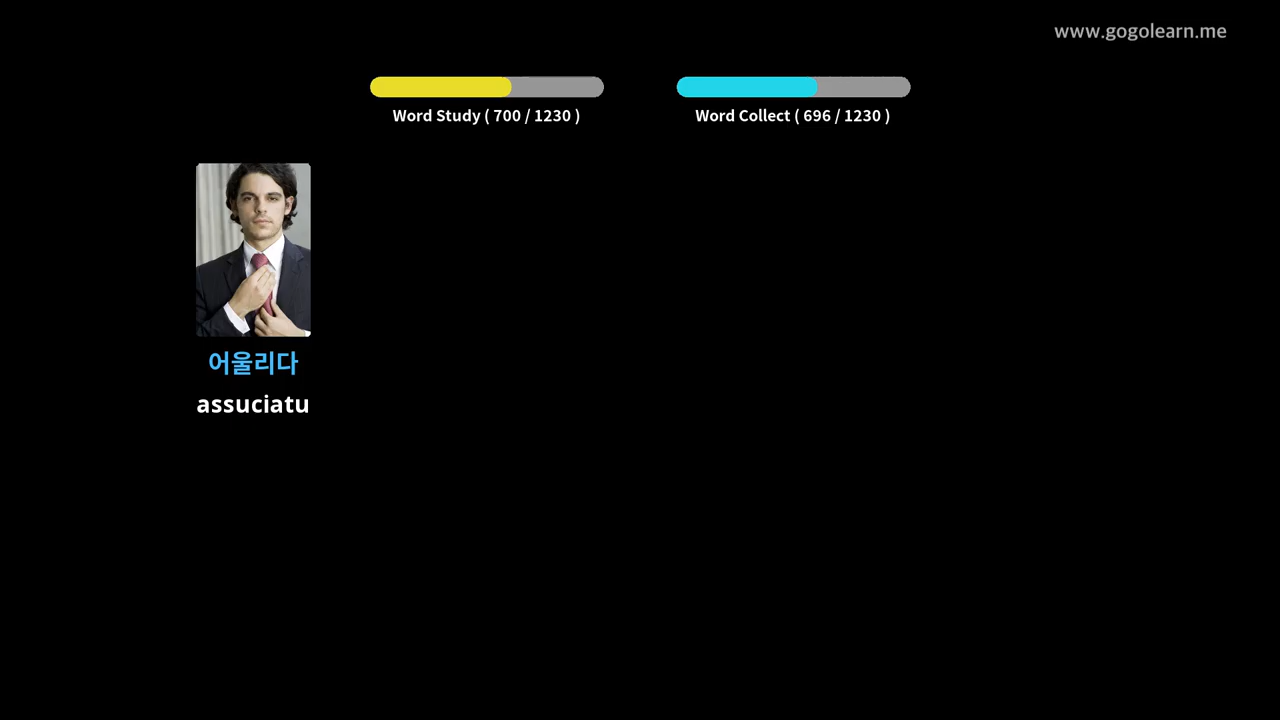 www.gogolearn.me
Word Study ( 700 / 1230 )
Word Collect ( 696 / 1230 )
어울리다
assuciatu